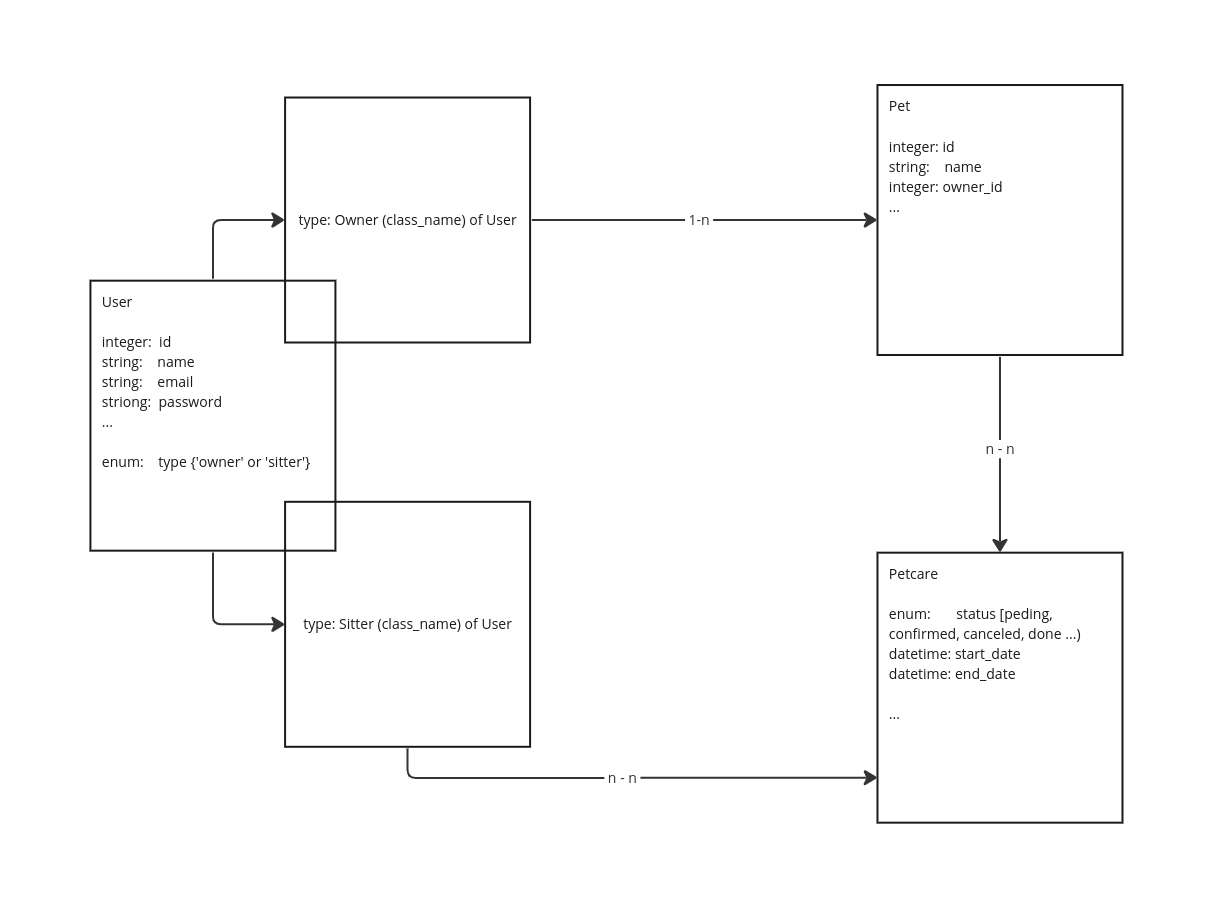 type: Owner (class_name) of User
1-n
Pet
integer: id
string: name
integer: owner_id
...
User
integer: id
string: name
string: email
striong: password
...
enum: type {'owner' or 'sitter'}
n - n
type: Sitter (class_name) of User
Petcare
enum: status [peding,
confirmed, canceled, done ...)
datetime: start_date
datetime: end_date
...
n - n